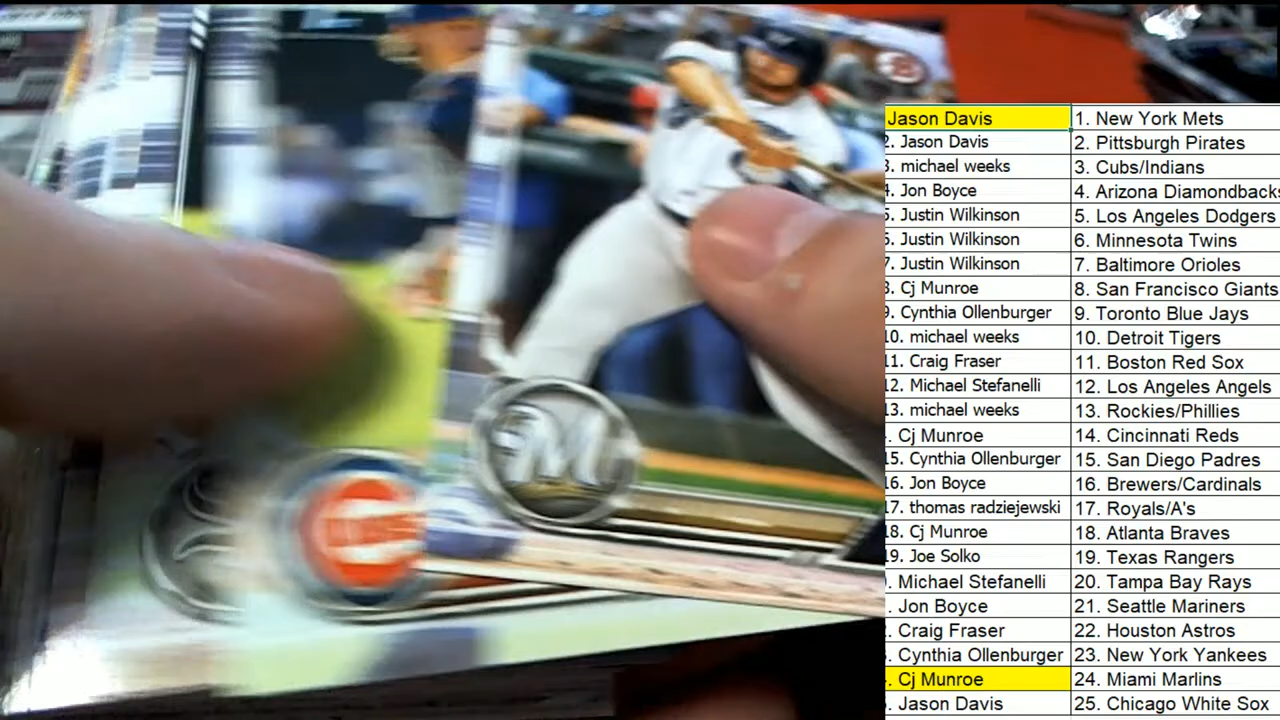 Jason Davis 1. New York Mets
2. Jason Davis 2. Pittsburgh Pirates
3. michael weeks 3. Cubs/Indians
4. Jon Boyce 4. Arizona Diamondbacks
5. Justin Wilkinson 5. Los Angeles Dodgers
6. Justin Wilkinson 6. Minnesota Twins
7. Justin Wilkinson 7. Baltimore Orioles
8. Cj Munroe 8. San Francisco Giants
9. Cynthia Ollenburger 9. Toronto Blue Jays
10. michael weeks 10. Detroit Tigers
11. Craig Fraser 11. Boston Red Sox
12. Michael Stefanelli 12. Los Angeles Angels
13. michael weeks 13. Rockies/Phillies
. Cj Munroe 14. Cincinnati Reds
15. Cynthia Ollenburger 15. San Diego Padres
16. Jon Boyce 16. Brewers/Cardinals
17. thomas radziejewski 17. Royals/A's
18. Cj Munroe 18. Atlanta Braves
19. Joe Solko 19. Texas Rangers
. Michael Stefanelli 20. Tampa Bay Rays
. Jon Boyce 21. Seattle Mariners
. Craig Fraser 22. Houston Astros
. Cynthia Ollenburger 23. New York Yankees
. Cj Munroe 24. Miami Marlins
. Jason Davis 25. Chicago White Sox